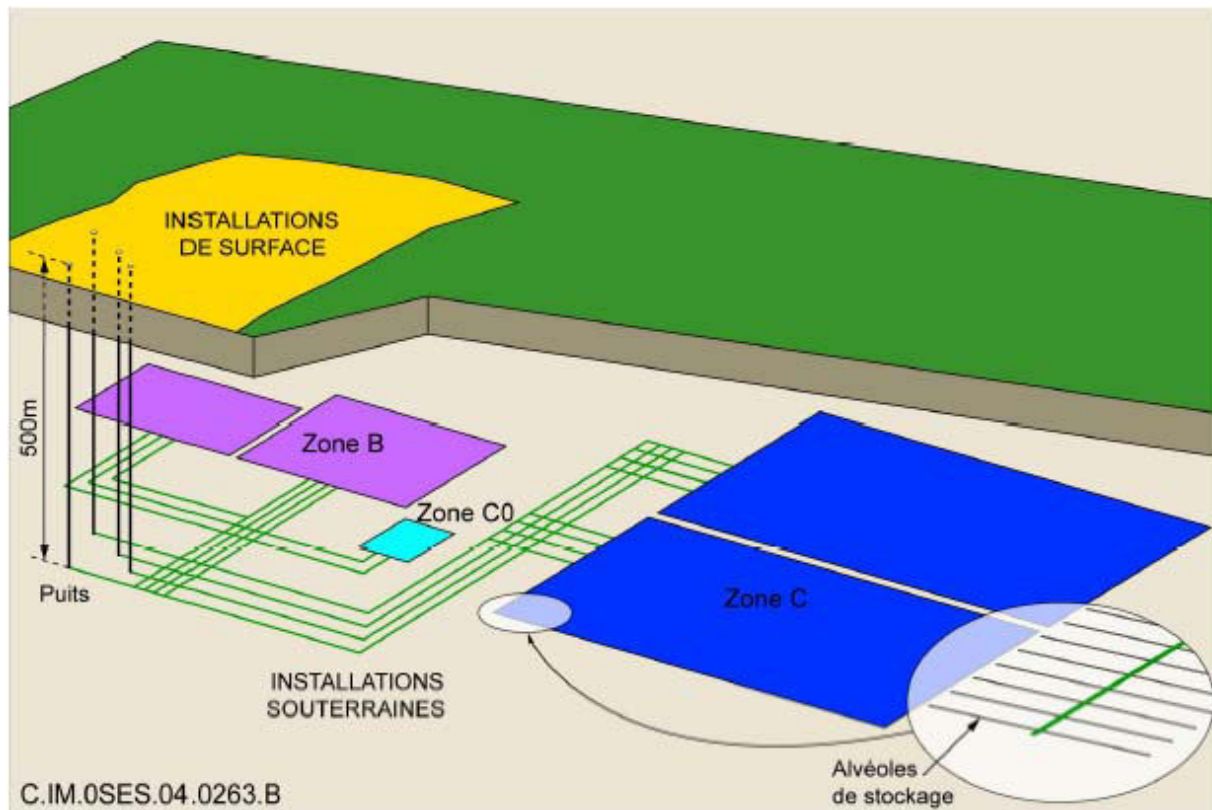 INSTALLATIONS
DE SURFACE
500m
Zone B
Zone C0
Puits
Zone C
INSTALLATIONS
SOUTERRAINES
Alvéoles
de stockage
C.IM.0SES.04.0263.B